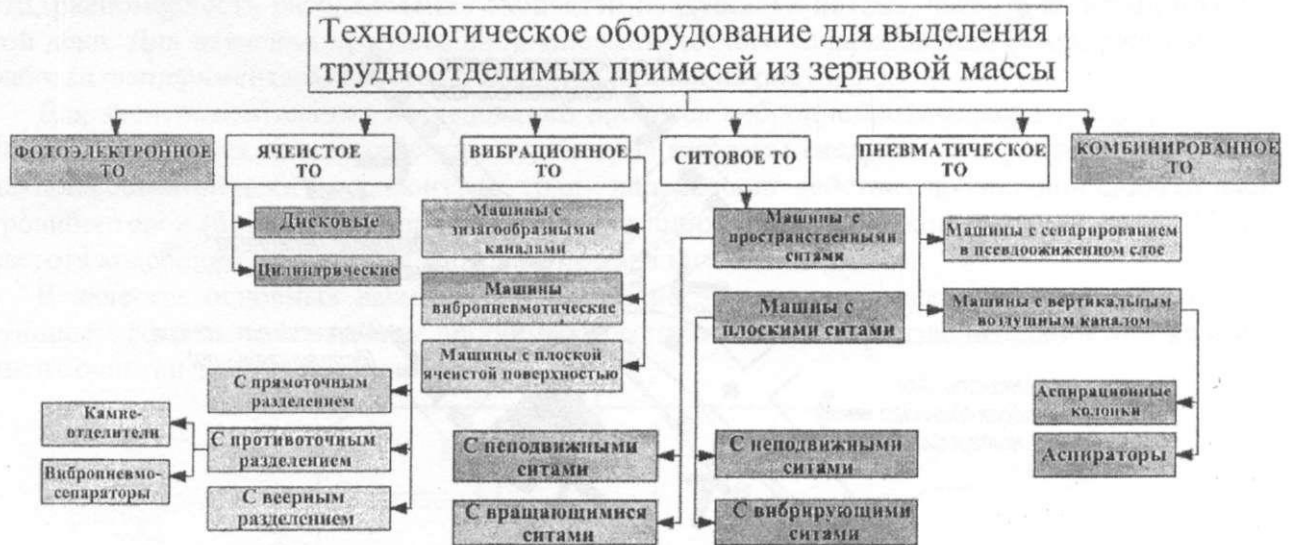 Технологическое оборудование для выделения
трудноотделимых примесей из зерновой массы
ФОТОЭЛЕКТРОННОЕ
ТО
ЯЧЕИСТОЕ
ТО
ВИБРАЦИОННОЕ
ТО
СИТОВОЕ ТО
ПНЕВМАТИЧЕСКОЕ
ТО
КОМБИНИРОВАННОЕ
ТО
Дисковые
Цилиндрические
Машины с
зизагообразными
каналами
Машины
вибропневмотические
Машины с плоской
ячеистой поверхностью
Машины с
пространственными
ситами
Машины с
плоскими ситами
Машины с сепарированием
в псевдоожиженном слое
Машины с вертикальным
воздушным каналом
С прямоточным
разделением
С противоточным
разделением
С веерным
разделением
Камне-
отделители
Вибропневмо-
сепараторы
С неподвижными
ситами
С вращающимися
ситами
С неподвижными
ситами
С вибрирующими
ситами
Аспирационные
колонки
Аспираторы